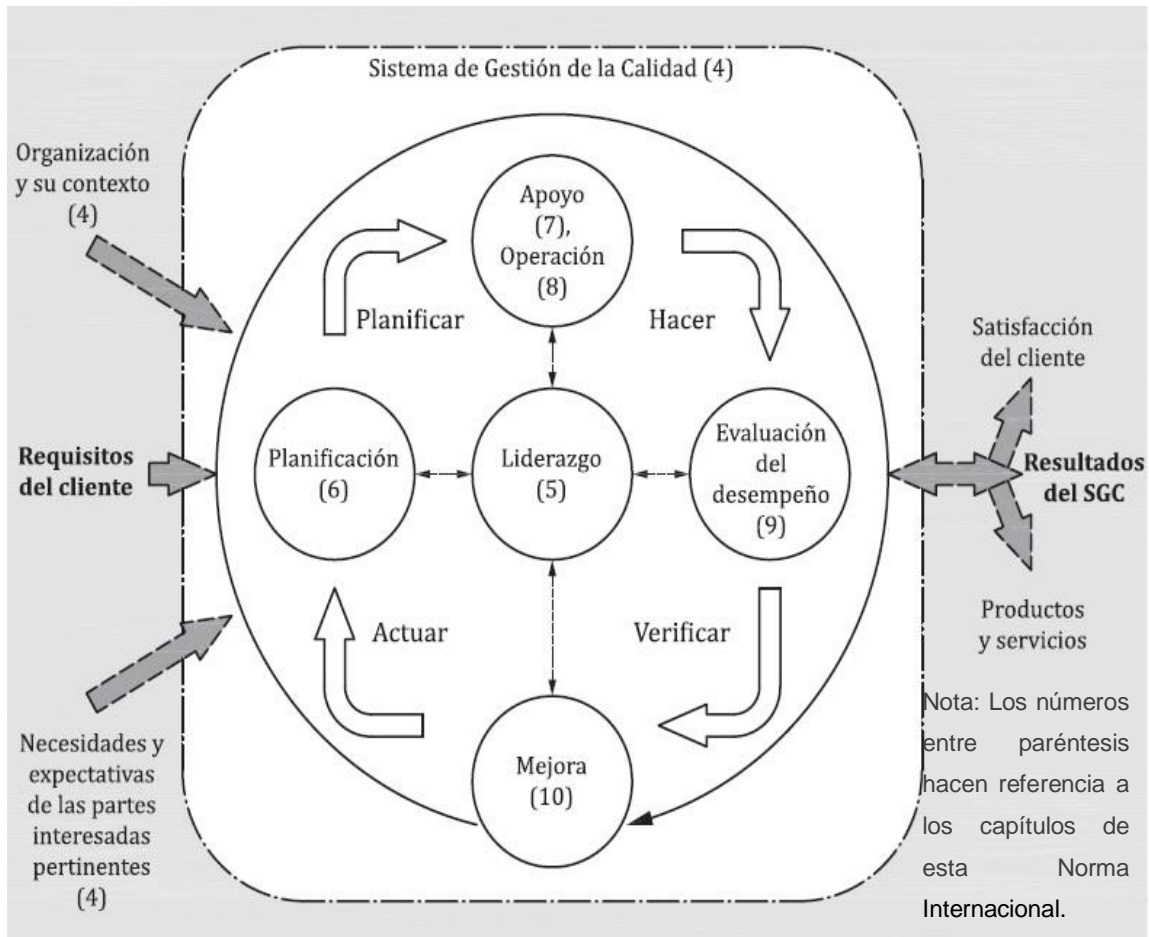 Sistema de Gestión de la Calidad (4)
Organización
y su contexto
(4)
Apoyo
(7),
Operación
(8)
Planificar
Hacer
Satisfacción
del cliente
Requisitos
del cliente
Planificación
(6)
Liderazgo
(5)
Evaluación
del
desempeño
(9)
Resultados
del SGC
Actuar
Verificar
Productos
y servicios
Necesidades y
expectativas
de las partes
interesadas
pertinentes
(4)
Mejora
(10)
Nota: Los números
entre paréntesis
hacen referencia a
los capítulos de
esta Norma
Internacional.